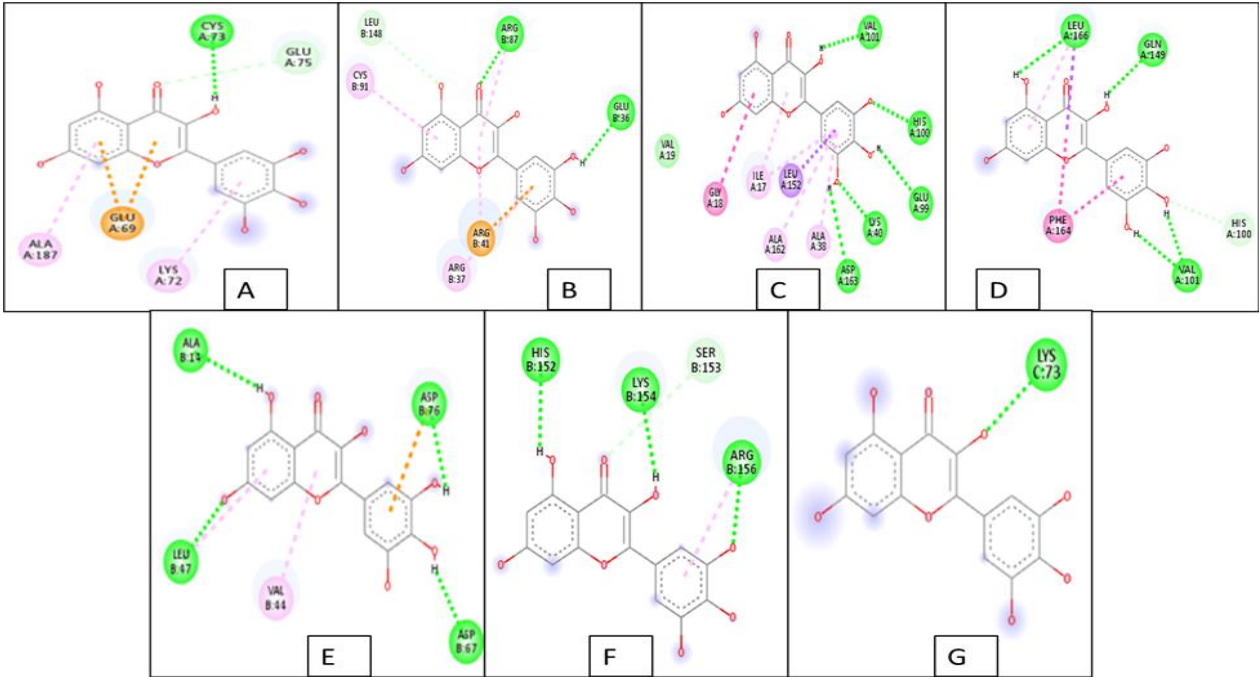 CYS
A:73
GLU
A:75
O
O
H
O
O
O
O
O
O
GLU
A:69
ALA
A:187
LYS
A:72
A
LEU
B:148
ARG
B:87
CYS
B:91
GLU
B:36
O
O
O
O
H
O
O
O
O
ARG
B:41
ARG
B:37
B
VAL
A:101
O
O
H
O
O
O
O
O
H
O
H
HIS
A:100
VAL
A:19
GLY
A:18
ILE
A:17
LEU
A:152
GLU
A:99
LYS
A:40
ALA
A:162
ALA
A:38
ASP
A:163
C
LEU
A:166
GLN
A:149
H
O
O
H
O
O
O
O
O
H
O
H
PHE
A:164
HIS
A:100
VAL
A:101
D
ALA
B:14
ASP
B:76
H
O
O
O
O
O
O
H
O
H
O
LEU
B:47
VAL
B:44
ASP
B:67
E
HIS
B:152
LYS
B:154
SER
B:153
ARG
B:156
H
O
O
H
O
O
O
O
O
O
F
LYS
C:73
O
O
O
O
O
O
O
O
G